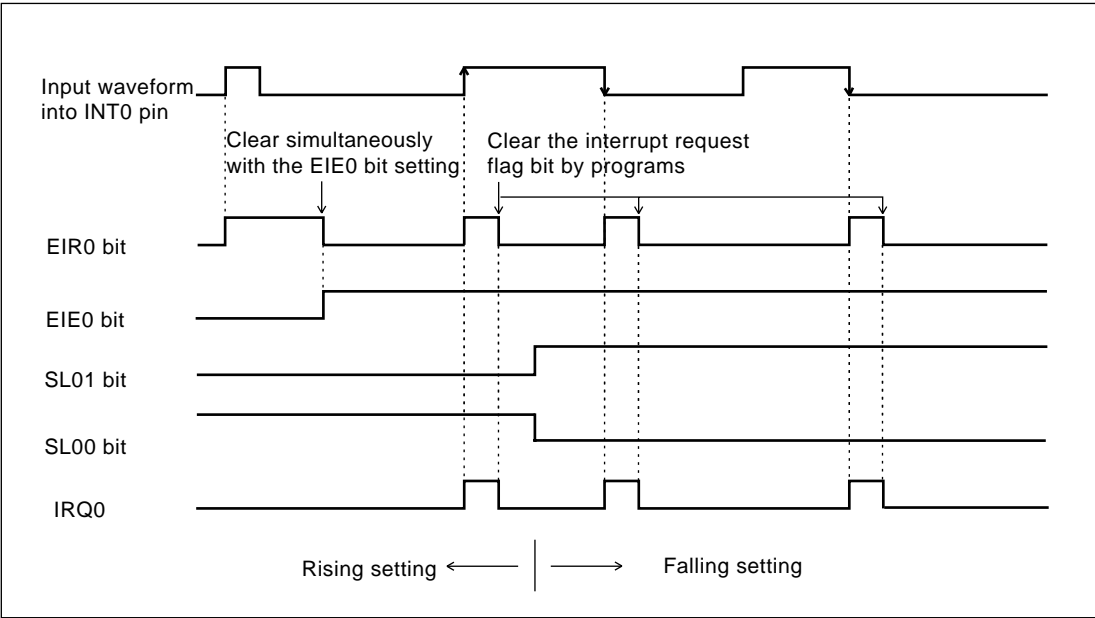 Input waveform
into INT0 pin
Clear simultaneously
with the EIE0 bit setting
Clear the interrupt request
flag bit by programs
EIR0 bit
EIE0 bit
SL01 bit
SL00 bit
IRQ0
Rising setting
Falling setting